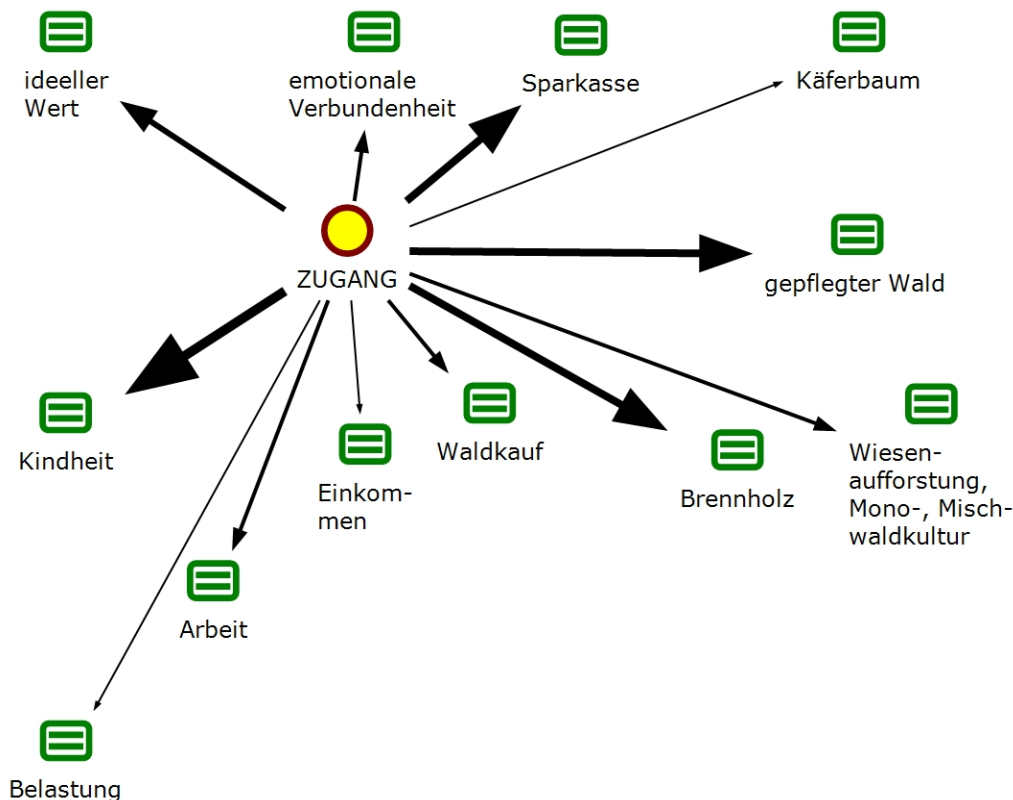 ideeller
Wert
emotionale
Verbundenheit
Sparkasse
Käferbaum
ZUGANG
gepflegter Wald
Kindheit
Einkom-
men
Waldkauf
Brennholz
Wiesen-
aufforstung,
Mono-, Misch-
waldkultur
Arbeit
Belastung